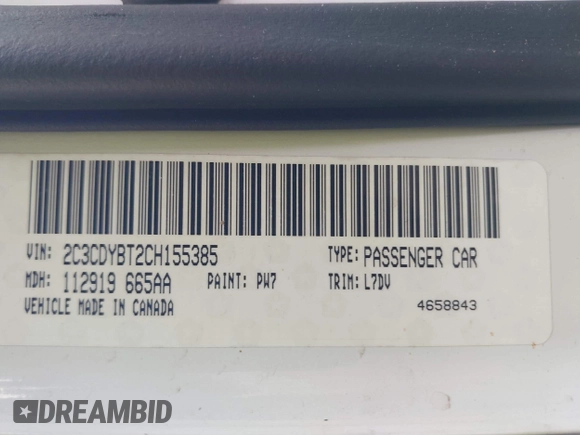 VIN: 2C3CDYBT2CH155385 TYPE: PASSENGER CAR
MDH: 112919 665AA PAINT: PW7 TRIM: L7DV
VEHICLE MADE IN CANADA 4658843
DREAMBID